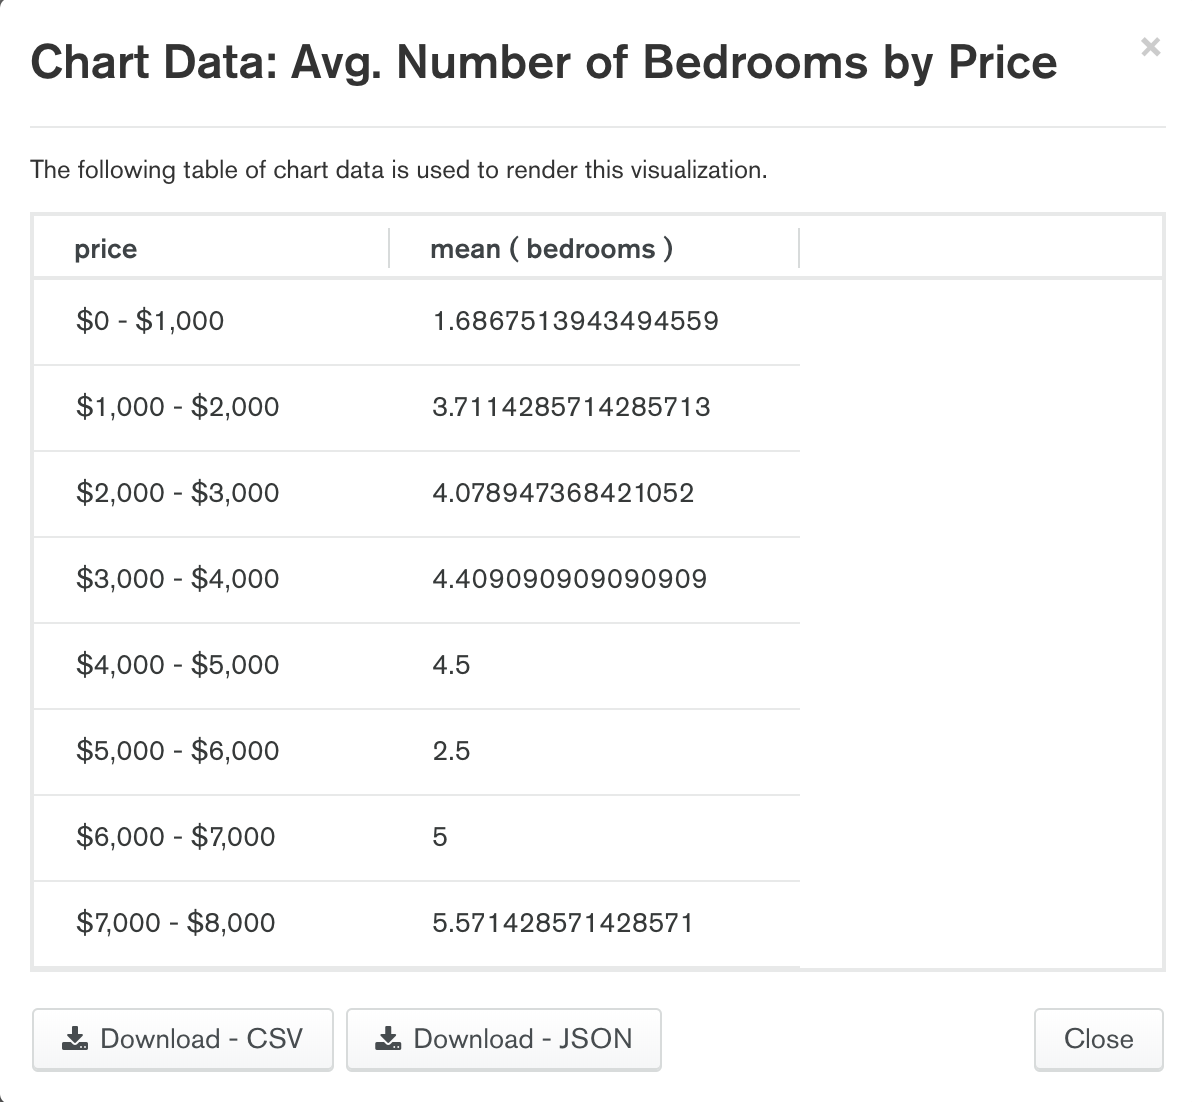 Chart Data: Avg. Number of Bedrooms by Price
×
The following table of chart data is used to render this visualization.
price mean ( bedrooms )
$0 - $1,000 1.6867513943494559
$1,000 - $2,000 3.7114285714285713
$2,000 - $3,000 4.078947368421052
$3,000 - $4,000 4.409090909090909
$4,000 - $5,000 4.5
$5,000 - $6,000 2.5
$6,000 - $7,000 5
$7,000 - $8,000 5.571428571428571
Download - CSV Download - JSON Close